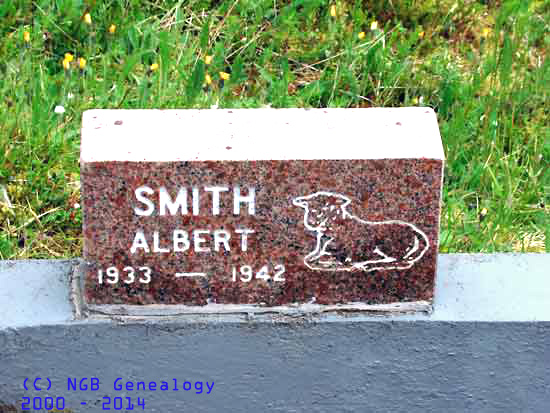 SMITH
ALBERT
1933 — 1942
(C) NGB Genealogy
2000 - 2014